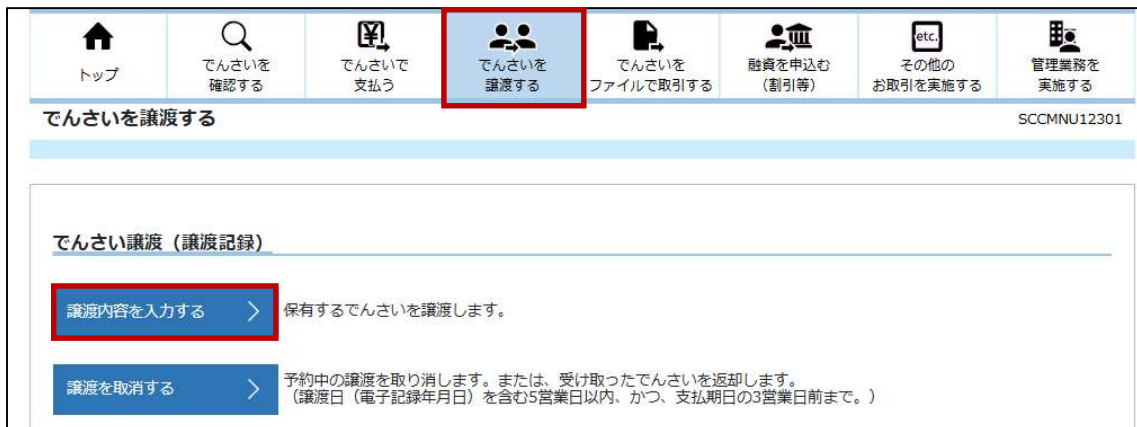 トップ
でんさいを
確認する
でんさいで
支払う
でんさいを
譲渡する
でんさいを
ファイルで取引する
融資を申込む
(割引等)
etc.
その他の
お取引を実施する
管理業務を
実施する
でんさいを譲渡する
SCCMNU12301
でんさい譲渡（譲渡記録）
譲渡内容を入力する
保有するでんさいを譲渡します。
譲渡を取消する
予約中の譲渡を取り消します。または、受け取ったでんさいを返却します。
（譲渡日（電子記録年月日）を含む5営業日以内、かつ、支払期日の3営業日前まで。）